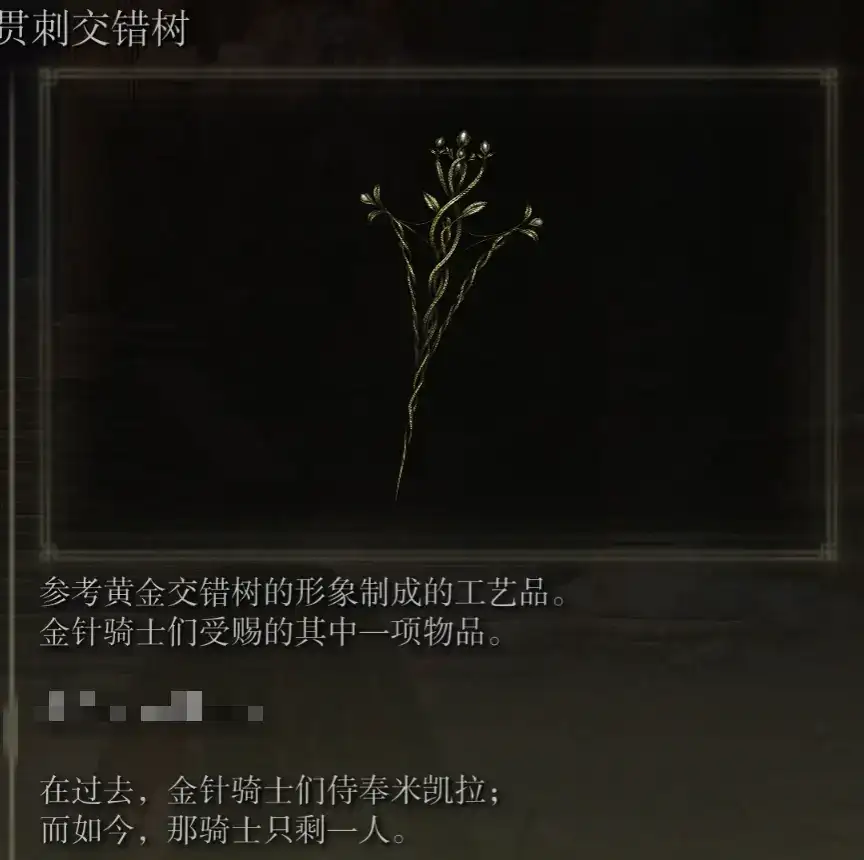 贯刺交错树
参考黄金交错树的形象制成的工艺品。
金针骑士们受赐的其中一项物品。
在过去，金针骑士们侍奉米凯拉；
而如今，那骑士只剩一人。